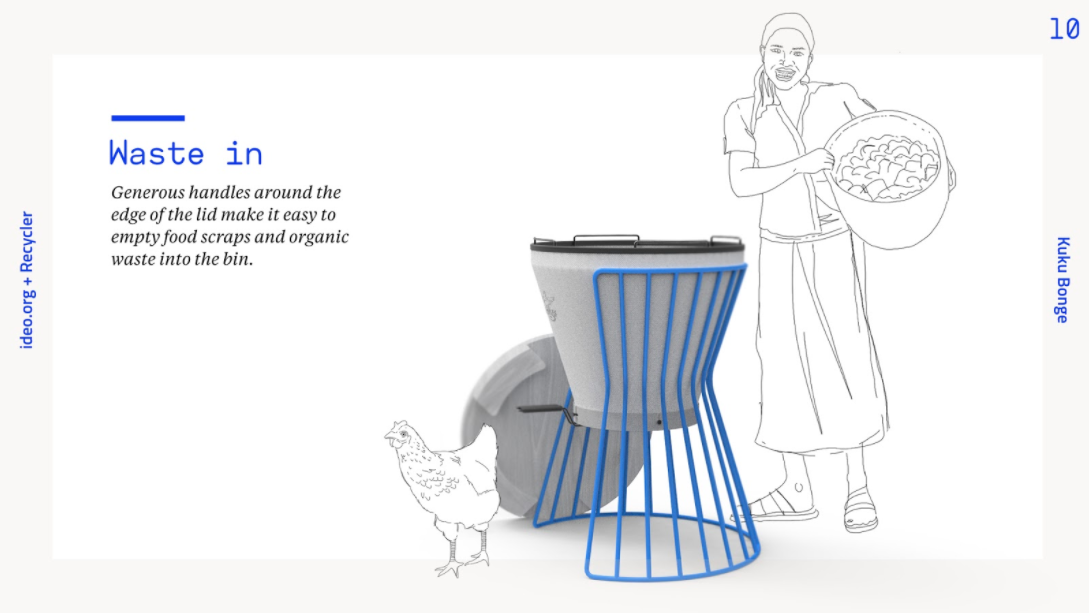 10
Waste in
Generous handles around the
edge of the lid make it easy to
empty food scraps and organic
waste into the bin.
ideo.org + Recycler
Kuku Bonge